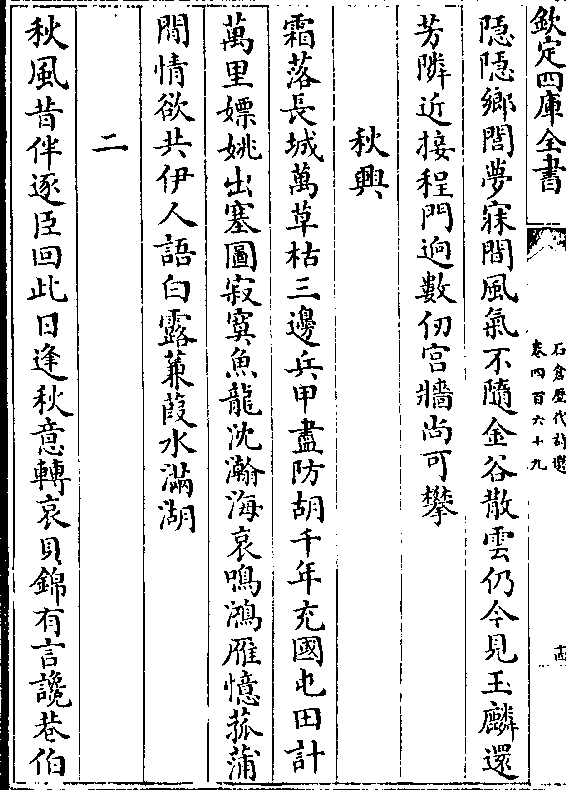 欽定四庫全書
石倉歴代詩選
卷四百六十九
十四
隠隠鄉閭夢寐間風氣不隨金谷散雲仍今見玉麟還
芳隣近接程門逈數仞宫牆尚可攀
秋興
霜落長城萬草枯三邊兵甲盡防胡千年充國屯田計
萬里嫖姚出塞圖寂寞魚龍沈瀚海哀鳴鴻雁憶菰蒲
閒情欲共伊人語白露蒹葭水滿湖
二
秋風昔伴逐臣回此日逢秋意轉哀貝錦有言讒巷伯